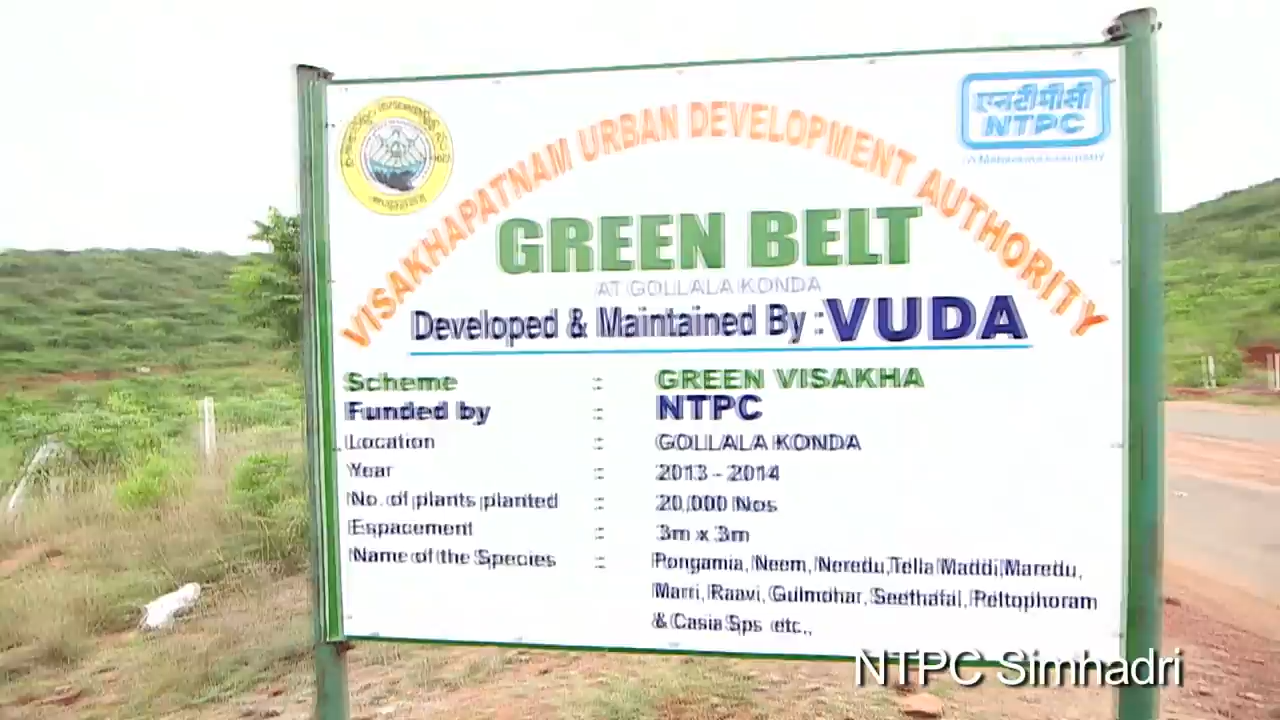 VISAKHAPATNAM URBAN DEVELOPMENT AUTHORITY
एनटीपीसी
NTPC
GREEN BELT
AT GOLLALA KONDA
Developed & Maintained By : VUDA
Scheme : GREEN VISAKHA
Funded by : NTPC
Location : GOLLALA KONDA
Year : 2013 - 2014
No. of plants planted : 20,000 Nos
Espacement : 3m x 3m
Name of the Species : Pongamia, Neem, Neredu, Tella Maddi, Maredu,
Marri, Raavi, Gulmohar, Seethafal, Peltophoram
& Casia Sps etc.,
NTPC Simhadri